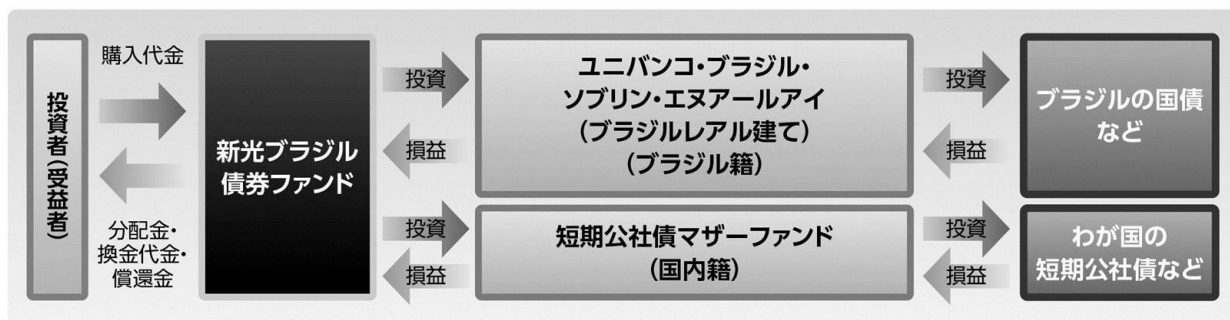 投資者(受益者)
購入代金
分配金・
換金代金・
償還金
新光ブラジル
債券ファンド
投資
損益
ユニバンコ・ブラジル・
ソブリン・エヌアールアイ
(ブラジルレアル建て)
(ブラジル籍)
投資
損益
ブラジルの国債
など
投資
損益
短期公社債マザーファンド
(国内籍)
投資
損益
わが国の
短期公社債など